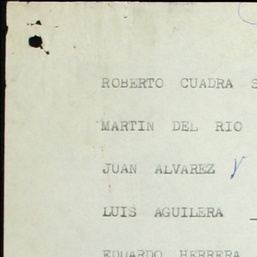 ROBERTO CUADRA S
MARTIN DEL RIO
JUAN ALVAREZ
LUIS AGUILERA
EDUARDO HERRERA